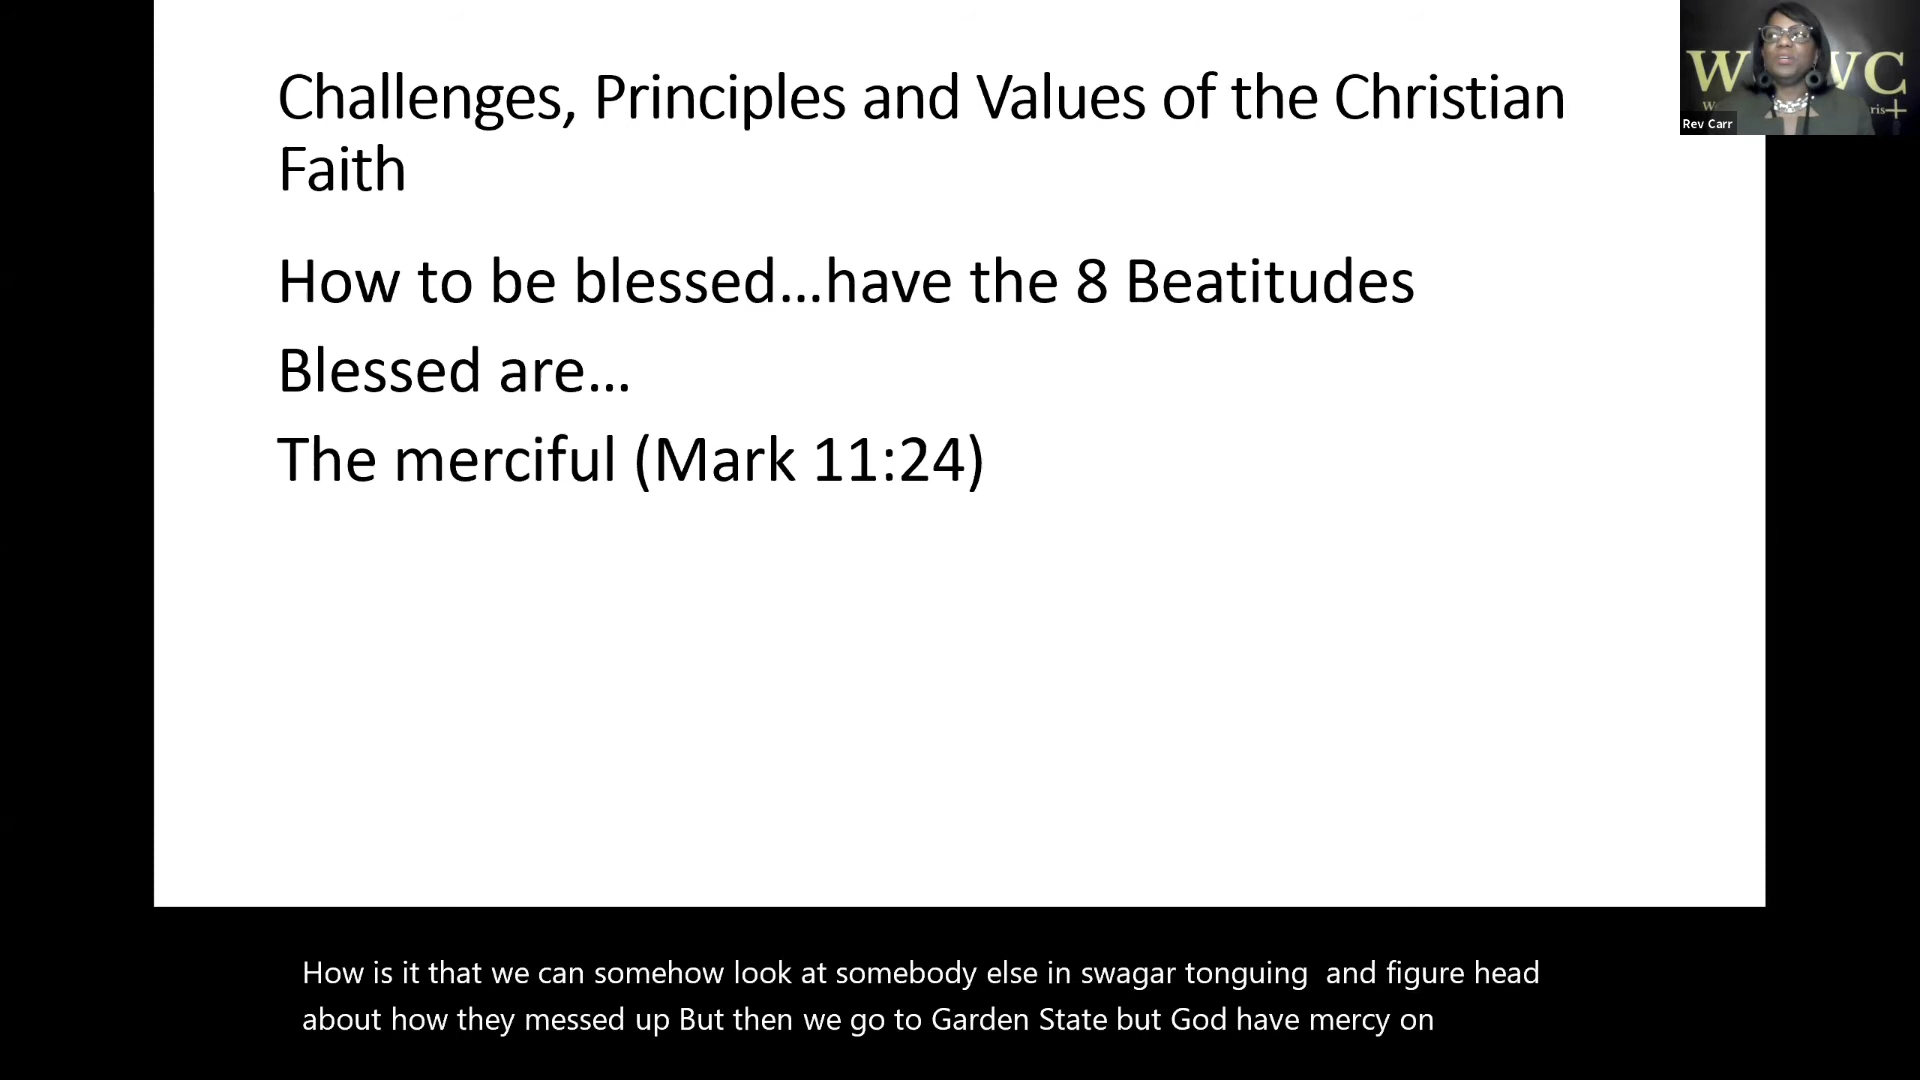 Challenges, Principles and Values of the Christian
Faith
How to be blessed...have the 8 Beatitudes
Blessed are...
The merciful (Mark 11:24)
W VC
W ris
Rev Carr
How is it that we can somehow look at somebody else in swagar tonguing  and figure head
about how they messed up But then we go to Garden State but God have mercy on